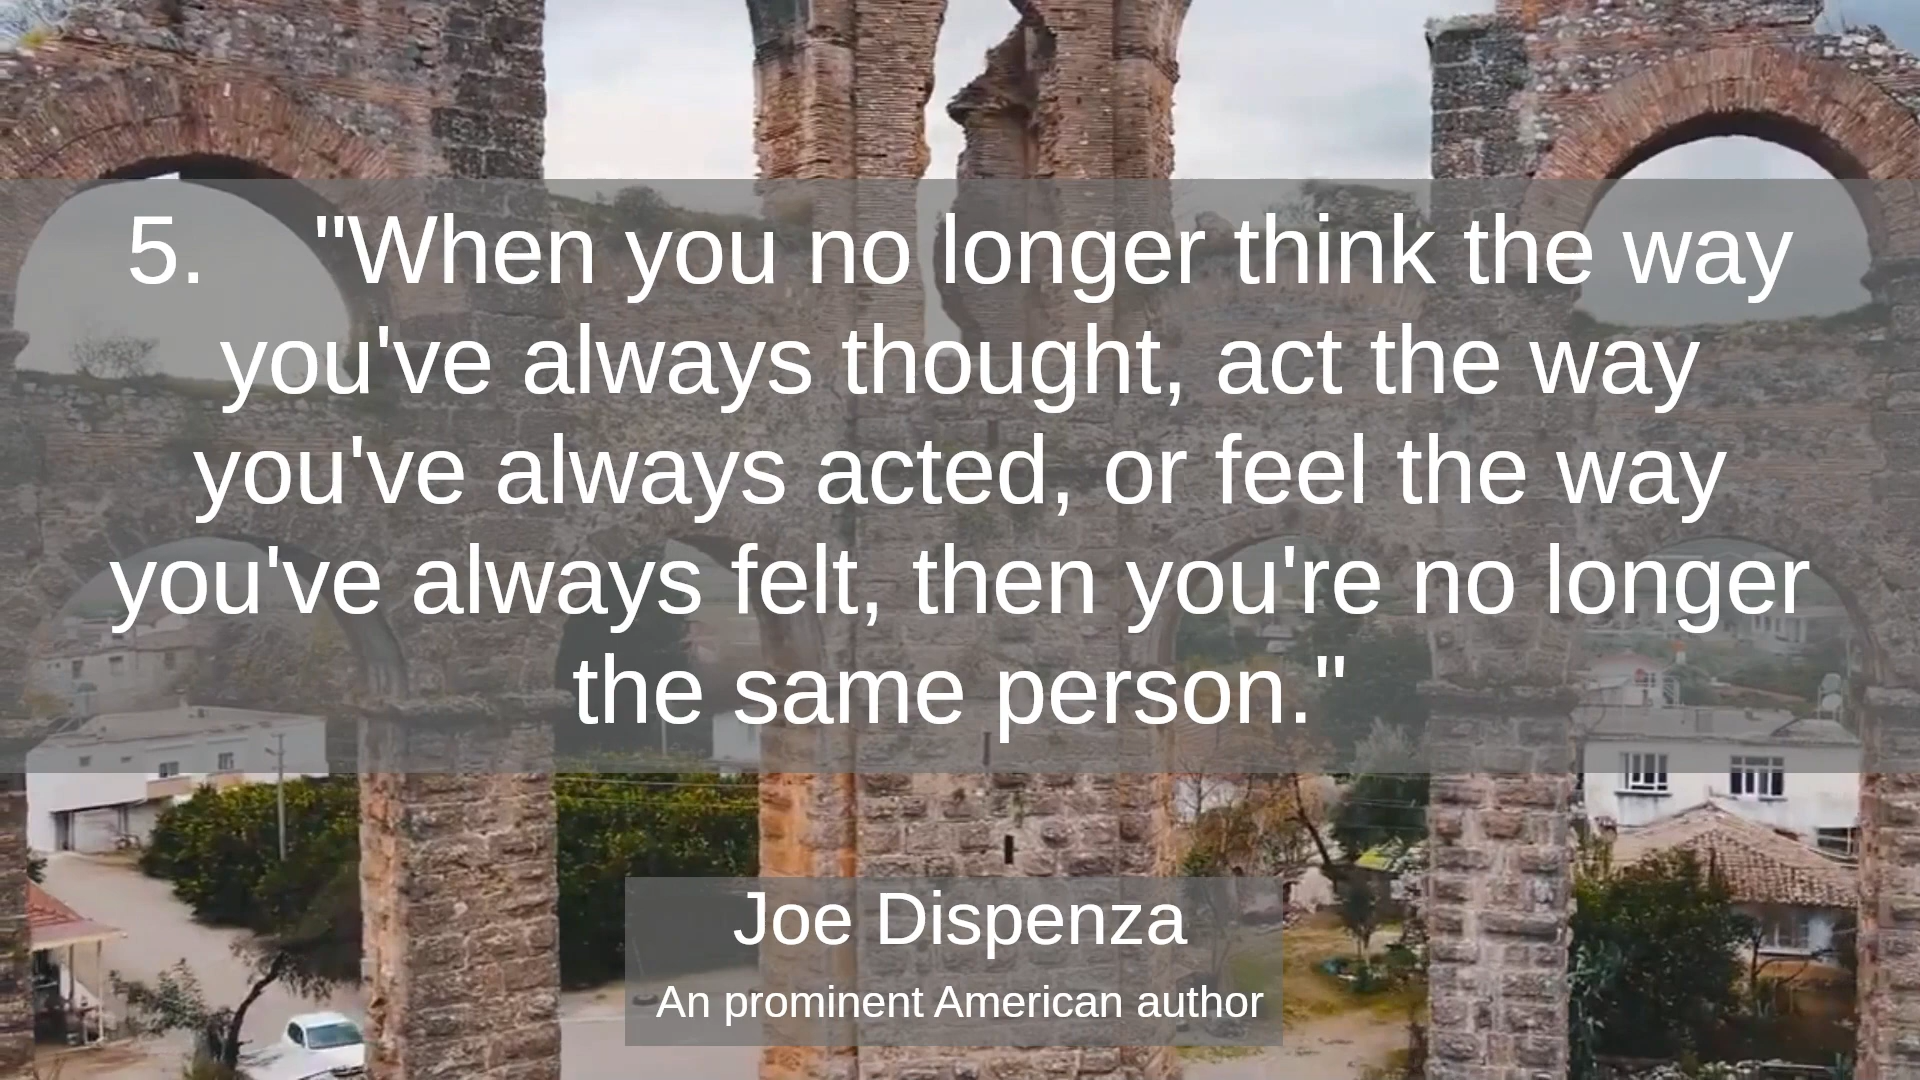 5. "When you no longer think the way
you've always thought, act the way
you've always acted, or feel the way
you've always felt, then you're no longer
the same person."
Joe Dispenza
An prominent American author